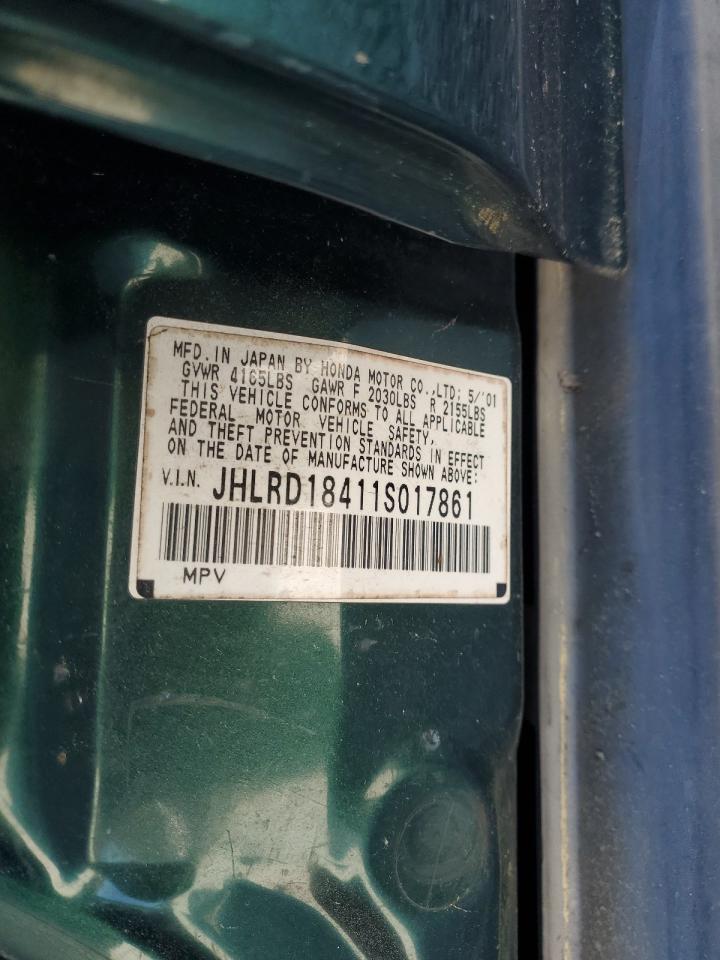 MFD. IN JAPAN BY HONDA MOTOR CO., LTD: 5/'01
GVWR 4165LBS GAWR F 2030LBS R 2155LBS
THIS VEHICLE CONFORMS TO ALL APPLICABLE
FEDERAL MOTOR VEHICLE SAFETY,
AND THEFT PREVENTION STANDARDS IN EFFECT
ON THE DATE OF MANUFACTURE SHOWN ABOVE:
V.I.N. JHLRD18411S017861
MPV